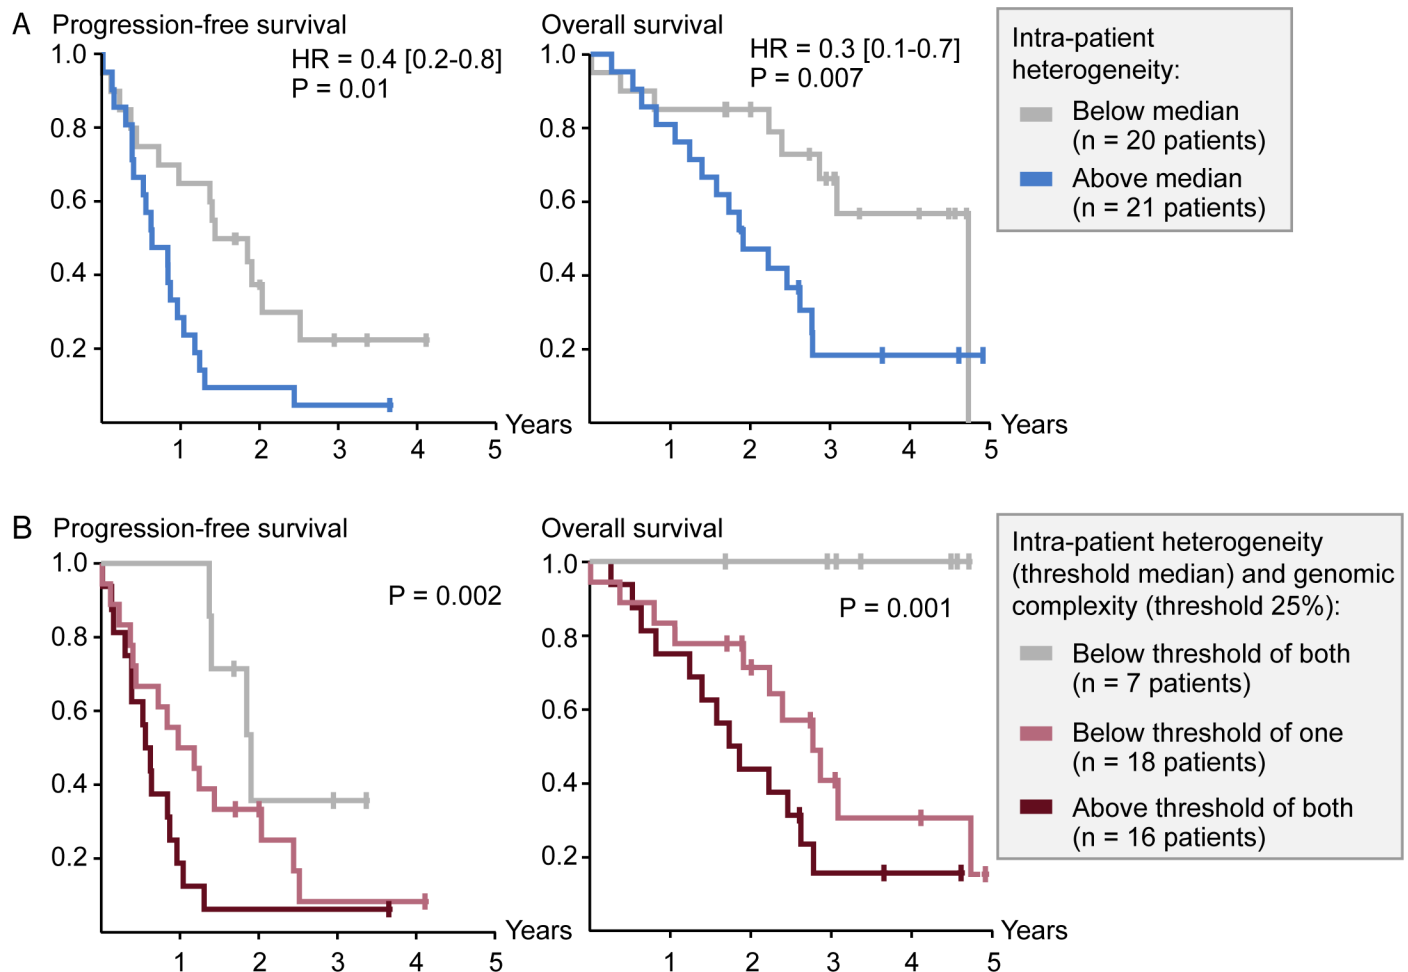 A
Progression-free survival
HR = 0.4 [0.2-0.8]
P = 0.01
1.0
0.8
0.6
0.4
0.2
1 2 3 4 5
Years
Overall survival
HR = 0.3 [0.1-0.7]
P = 0.007
1.0
0.8
0.6
0.4
0.2
1 2 3 4 5
Years
Intra-patient
heterogeneity:
Below median
(n = 20 patients)
Above median
(n = 21 patients)
B
Progression-free survival
P = 0.002
1.0
0.8
0.6
0.4
0.2
1 2 3 4 5
Years
Overall survival
P = 0.001
1.0
0.8
0.6
0.4
0.2
1 2 3 4 5
Years
Intra-patient heterogeneity
(threshold median) and genomic
complexity (threshold 25%):
Below threshold of both
(n = 7 patients)
Below threshold of one
(n = 18 patients)
Above threshold of both
(n = 16 patients)